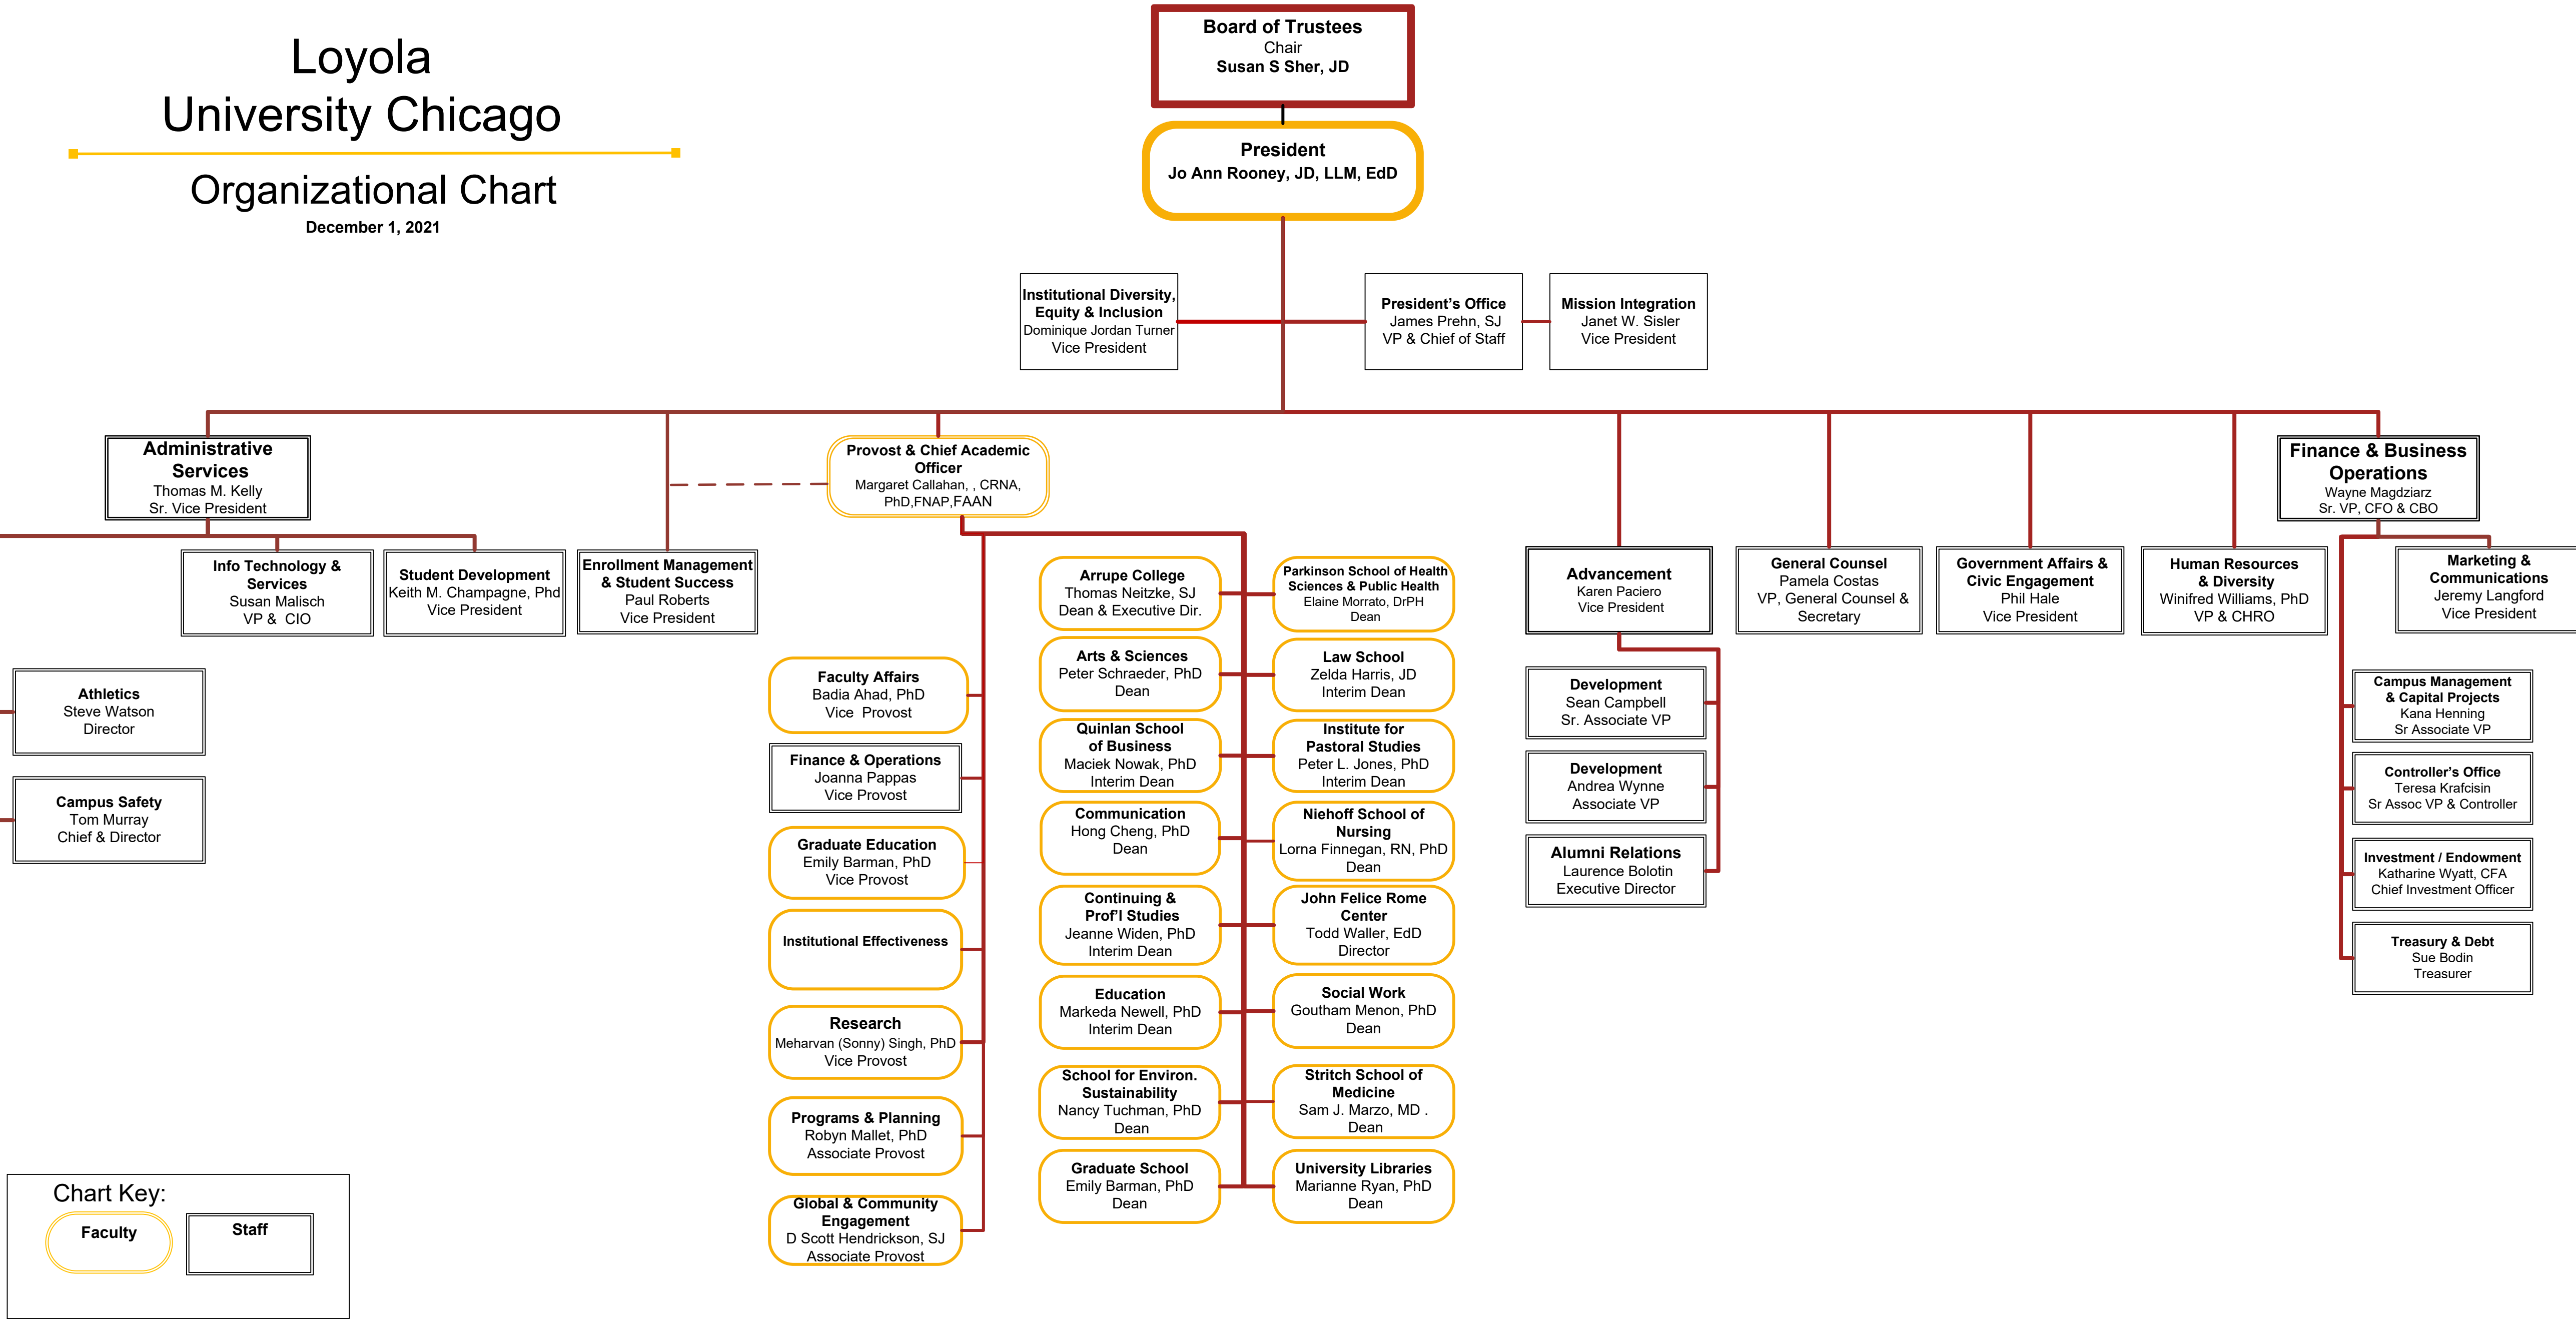 Loyola
University Chicago
Organizational Chart
December 1, 2021
Board of Trustees
Chair
Susan S Sher, JD
President
Jo Ann Rooney, JD, LLM, EdD
Institutional Diversity,
Equity & Inclusion
Dominique Jordan Turner
Vice President
President's Office
James Prehn, SJ
VP & Chief of Staff
Mission Integration
Janet W. Sisler
Vice President
Administrative
Services
Thomas M. Kelly
Sr. Vice President
Provost & Chief Academic
Officer
Margaret Callahan, , CRNA,
PhD,FNAP,FAAN
Finance & Business
Operations
Wayne Magdziarz
Sr. VP, CFO & CBO
Info Technology &
Services
Susan Malisch
VP &  CIO
Student Development
Keith M. Champagne, Phd
Vice President
Enrollment Management
& Student Success
Paul Roberts
Vice President
Advancement
Karen Paciero
Vice President
General Counsel
Pamela Costas
VP, General Counsel &
Secretary
Government Affairs &
Civic Engagement
Phil Hale
Vice President
Human Resources
& Diversity
Winifred Williams, PhD
VP & CHRO
Marketing &
Communications
Jeremy Langford
Vice President
Athletics
Steve Watson
Director
Campus Safety
Tom Murray
Chief & Director
Faculty Affairs
Badia Ahad, PhD
Vice  Provost
Finance & Operations
Joanna Pappas
Vice Provost
Graduate Education
Emily Barman, PhD
Vice Provost
Institutional Effectiveness
Research
Meharvan (Sonny) Singh, PhD
Vice Provost
Programs & Planning
Robyn Mallet, PhD
Associate Provost
Global & Community
Engagement
D Scott Hendrickson, SJ
Associate Provost
Arrupe College
Thomas Neitzke, SJ
Dean & Executive Dir.
Arts & Sciences
Peter Schraeder, PhD
Dean
Quinlan School
of Business
Maciek Nowak, PhD
Interim Dean
Communication
Hong Cheng, PhD
Dean
Continuing &
Prof'l Studies
Jeanne Widen, PhD
Interim Dean
Education
Markeda Newell, PhD
Interim Dean
School for Environ.
Sustainability
Nancy Tuchman, PhD
Dean
Graduate School
Emily Barman, PhD
Dean
Parkinson School of Health
Sciences & Public Health
Elaine Morrato, DrPH
Dean
Law School
Zelda Harris, JD
Interim Dean
Institute for
Pastoral Studies
Peter L. Jones, PhD
Interim Dean
Niehoff School of
Nursing
Lorna Finnegan, RN, PhD
Dean
John Felice Rome
Center
Todd Waller, EdD
Director
Social Work
Goutham Menon, PhD
Dean
Stritch School of
Medicine
Sam J. Marzo, MD .
Dean
University Libraries
Marianne Ryan, PhD
Dean
Development
Sean Campbell
Sr. Associate VP
Development
Andrea Wynne
Associate VP
Alumni Relations
Laurence Bolotin
Executive Director
Campus Management
& Capital Projects
Kana Henning
Sr Associate VP
Controller's Office
Teresa Krafcisin
Sr Assoc VP & Controller
Investment / Endowment
Katharine Wyatt, CFA
Chief Investment Officer
Treasury & Debt
Sue Bodin
Treasurer
Chart Key:
Faculty
Staff